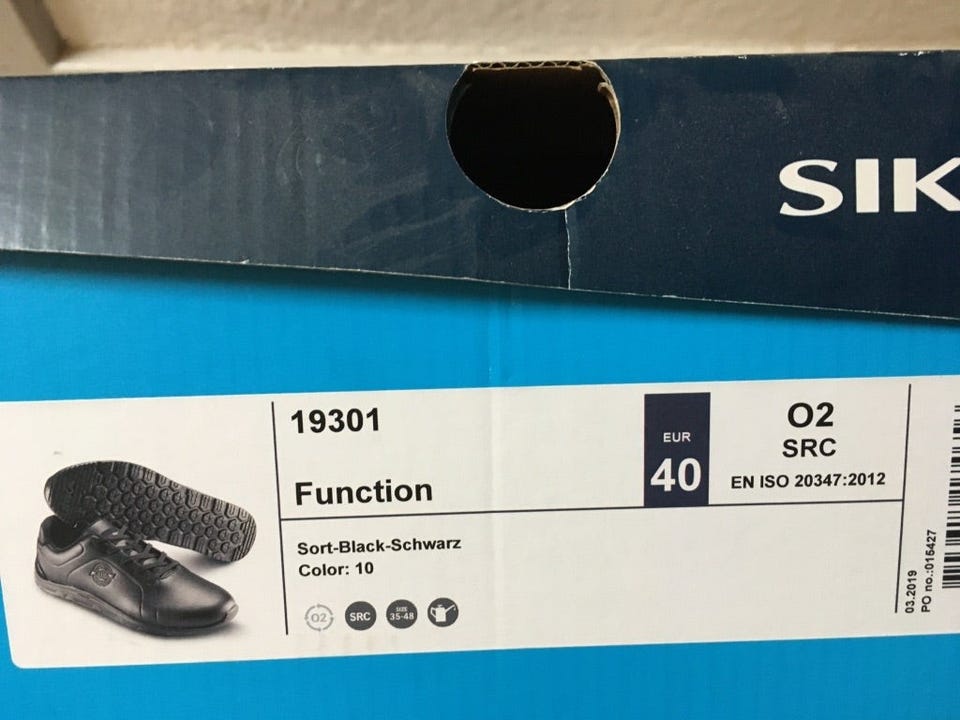 SIK
19301
Function
EUR
40
O2
SRC
EN ISO 20347:2012
Sort-Black-Schwarz
Color: 10
O2
SRC
SIZE
35-48
03.2019
PO no.:015427